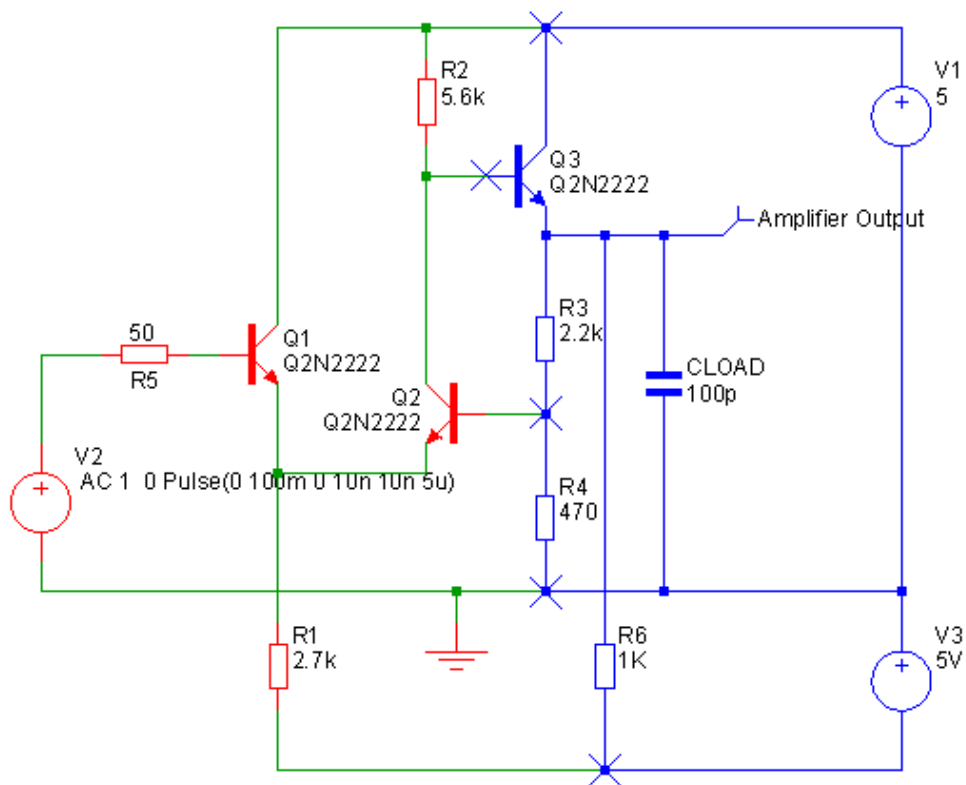 R2
5.6k
V1
5
Q3
Q2N2222
Amplifier Output
50
R5
Q1
Q2N2222
R3
2.2k
CLOAD
100p
Q2
Q2N2222
V2
AC 1 0 Pulse(0 100m 0 10n 10n 5u)
R4
470
R1
2.7k
R6
1K
V3
5V